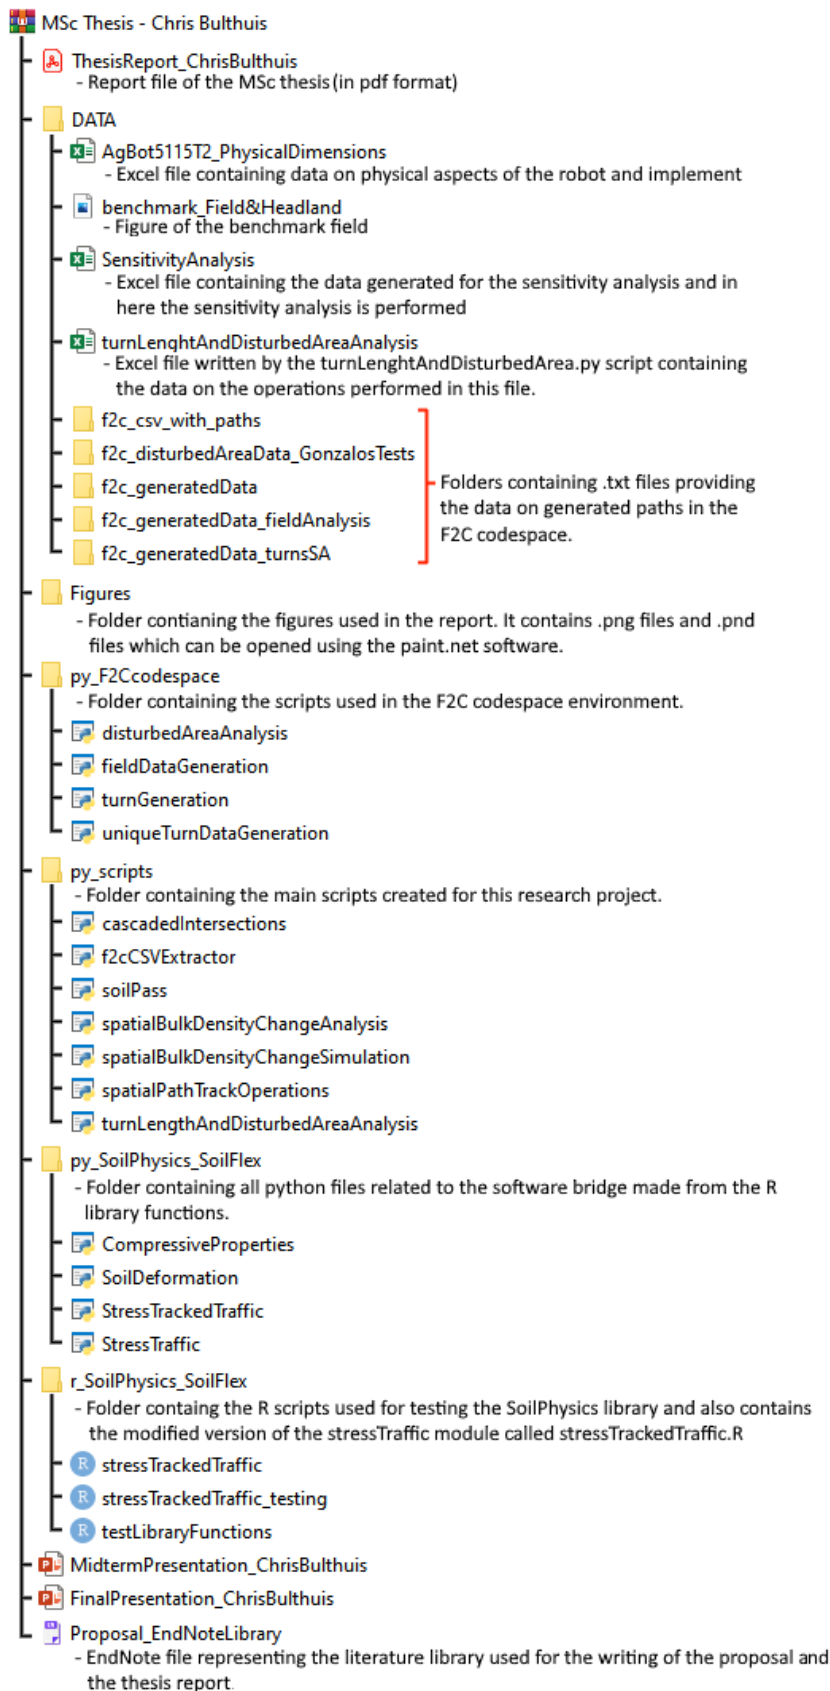 MSc Thesis - Chris Bulthuis
ThesisReport_ChrisBulthuis
- Report file of the MSc thesis (in pdf format)
DATA
AgBot5115T2_PhysicalDimensions
- Excel file containing data on physical aspects of the robot and implement
benchmark_Field&Headland
- Figure of the benchmark field
SensitivityAnalysis
- Excel file containing the data generated for the sensitivity analysis and in
here the sensitivity analysis is performed
turnLenghtAndDisturbedAreaAnalysis
- Excel file written by the turnLenghtAndDisturbedArea.py script containing
the data on the operations performed in this file.
f2c_csv_with_paths
f2c_disturbedAreaData_GonzalosTests
f2c_generatedData
f2c_generatedData_fieldAnalysis
f2c_generatedData_turnsSA
Folders containing .txt files providing
the data on generated paths in the
F2C codespace.
Figures
- Folder contianing the figures used in the report. It contains .png files and .pnd
files which can be opened using the paint.net software.
py_F2Ccodespace
- Folder containing the scripts used in the F2C codespace environment.
disturbedAreaAnalysis
fieldDataGeneration
turnGeneration
uniqueTurnDataGeneration
py_scripts
- Folder containing the main scripts created for this research project.
cascadedIntersections
f2cCSVExtractor
soilPass
spatialBulkDensityChangeAnalysis
spatialBulkDensityChangeSimulation
spatialPathTrackOperations
turnLengthAndDisturbedAreaAnalysis
py_SoilPhysics_SoilFlex
- Folder containing all python files related to the software bridge made from the R
library functions.
CompressiveProperties
SoilDeformation
StressTrackedTraffic
StressTraffic
r_SoilPhysics_SoilFlex
- Folder containg the R scripts used for testing the SoilPhysics library and also contains
the modified version of the stressTraffic module called stressTrackedTraffic.R
stressTrackedTraffic
stressTrackedTraffic_testing
testLibraryFunctions
MidtermPresentation_ChrisBulthuis
FinalPresentation_ChrisBulthuis
Proposal_EndNoteLibrary
- EndNote file representing the literature library used for the writing of the proposal and
the thesis report.